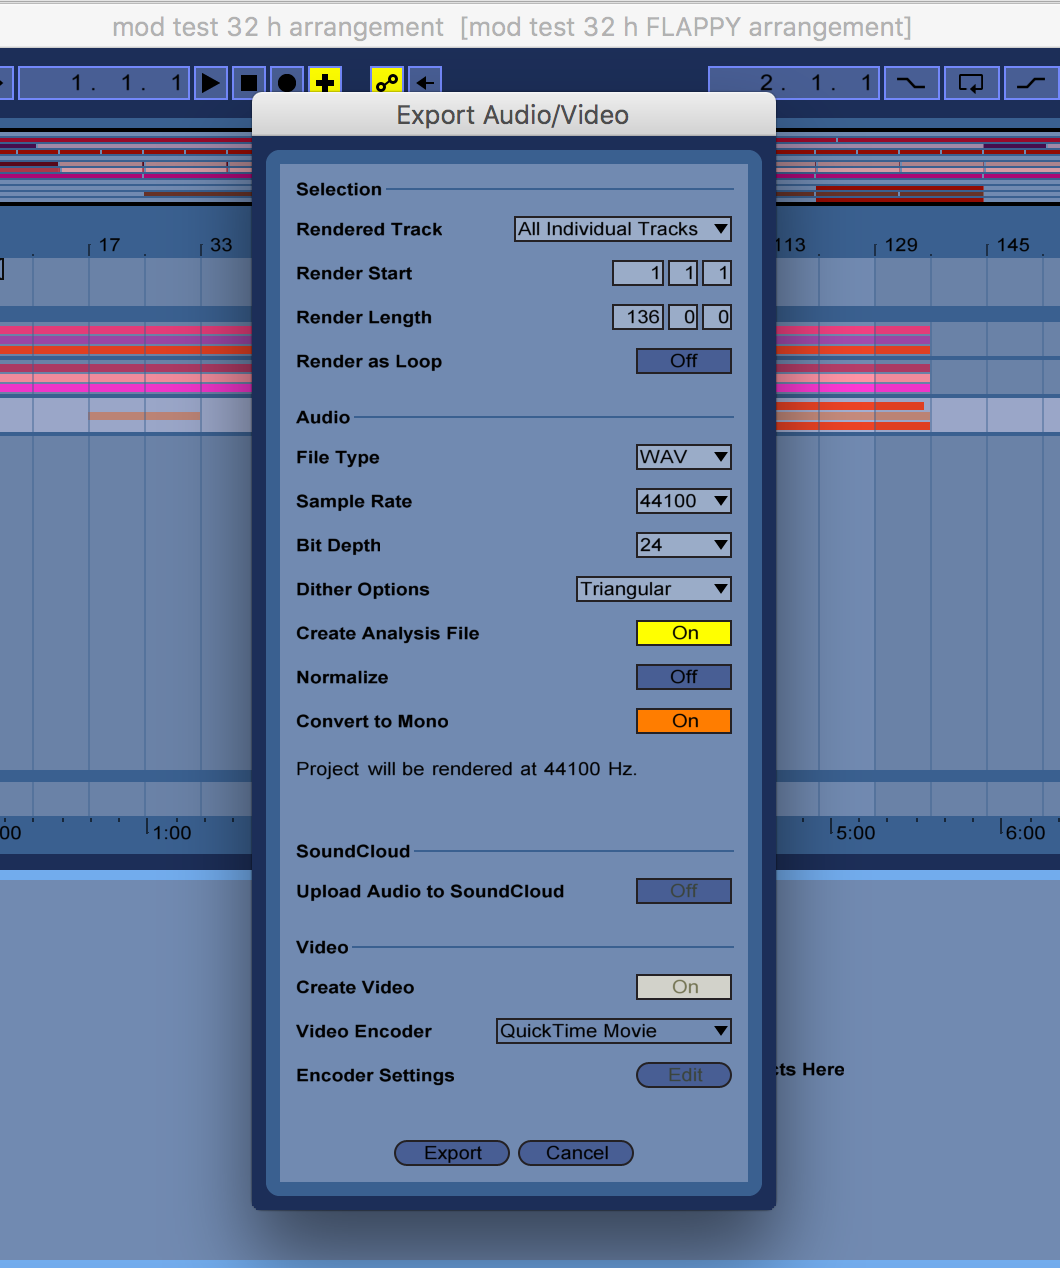 mod test 32 h arrangement [mod test 32 h FLAPPY arrangement]
1. 1. 1
2. 1. 1
Export Audio/Video
Selection
Rendered Track All Individual Tracks
Render Start 1 1 1
Render Length 136 0 0
Render as Loop Off
17 33 113 129 145
Audio
File Type WAV
Sample Rate 44100
Bit Depth 24
Dither Options Triangular
Create Analysis File On
Normalize Off
Convert to Mono On
Project will be rendered at 44100 Hz.
00 1:00 5:00 6:00
SoundCloud
Upload Audio to SoundCloud Off
Video
Create Video On
Video Encoder QuickTime Movie
Encoder Settings Edit
cts Here
Export Cancel